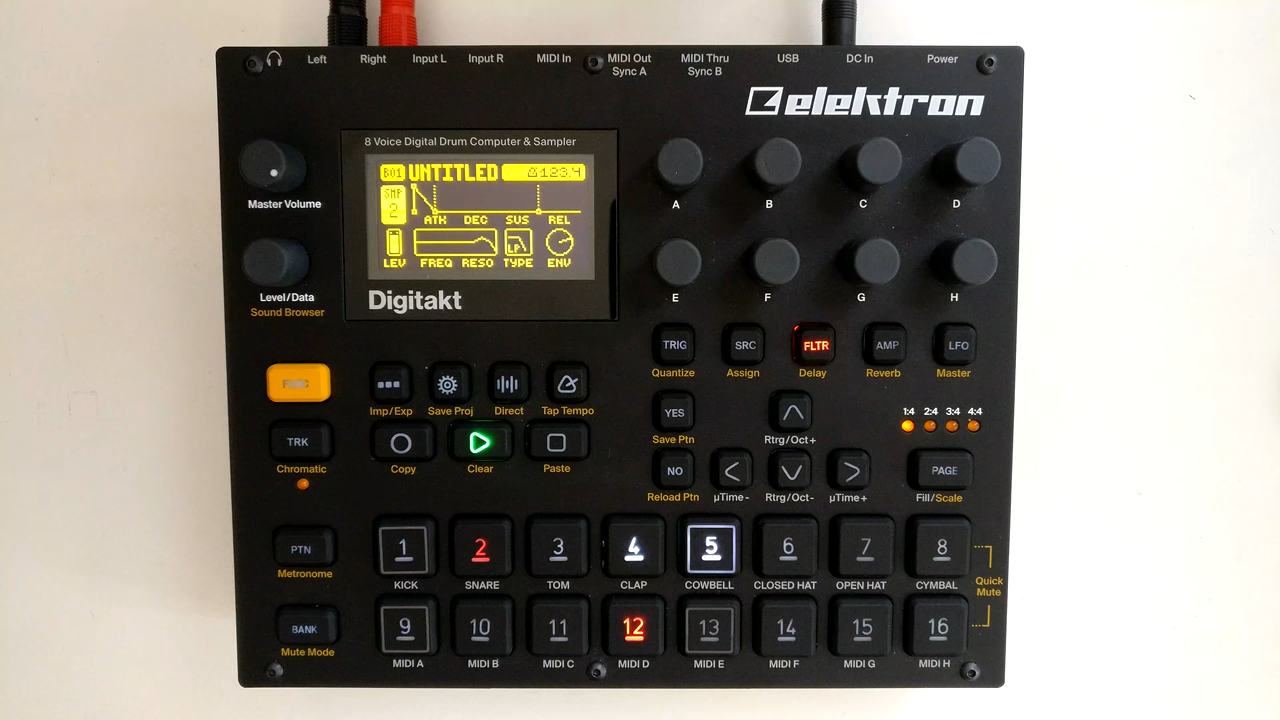 Left Right Input L Input R MIDI In MIDI Out MIDI Thru USB DC In Power
Sync A Sync B
elektron
8 Voice Digital Drum Computer & Sampler
B01 UNTITLED 123.4
SMP
2
ATK DEC SUS REL
LEV FREQ RESO TYPE ENV
Digitakt
Master Volume
Level/Data
Sound Browser
A B C D
E F G H
TRIG SRC FLTR AMP LFO
Quantize Assign Delay Reverb Master
FUNC
Imp/Exp Save Proj Direct Tap Tempo
YES
Save Ptn
Rtrg/Oct+
1:4 2:4 3:4 4:4
TRK
Chromatic
Copy Clear Paste
NO
Reload Ptn µTime- Rtrg/Oct- µTime+
PAGE
Fill/Scale
PTN
Metronome
1 2 3 4 5 6 7 8
KICK SNARE TOM CLAP COWBELL CLOSED HAT OPEN HAT CYMBAL
Quick
Mute
BANK
Mute Mode
9 10 11 12 13 14 15 16
MIDI A MIDI B MIDI C MIDI D MIDI E MIDI F MIDI G MIDI H